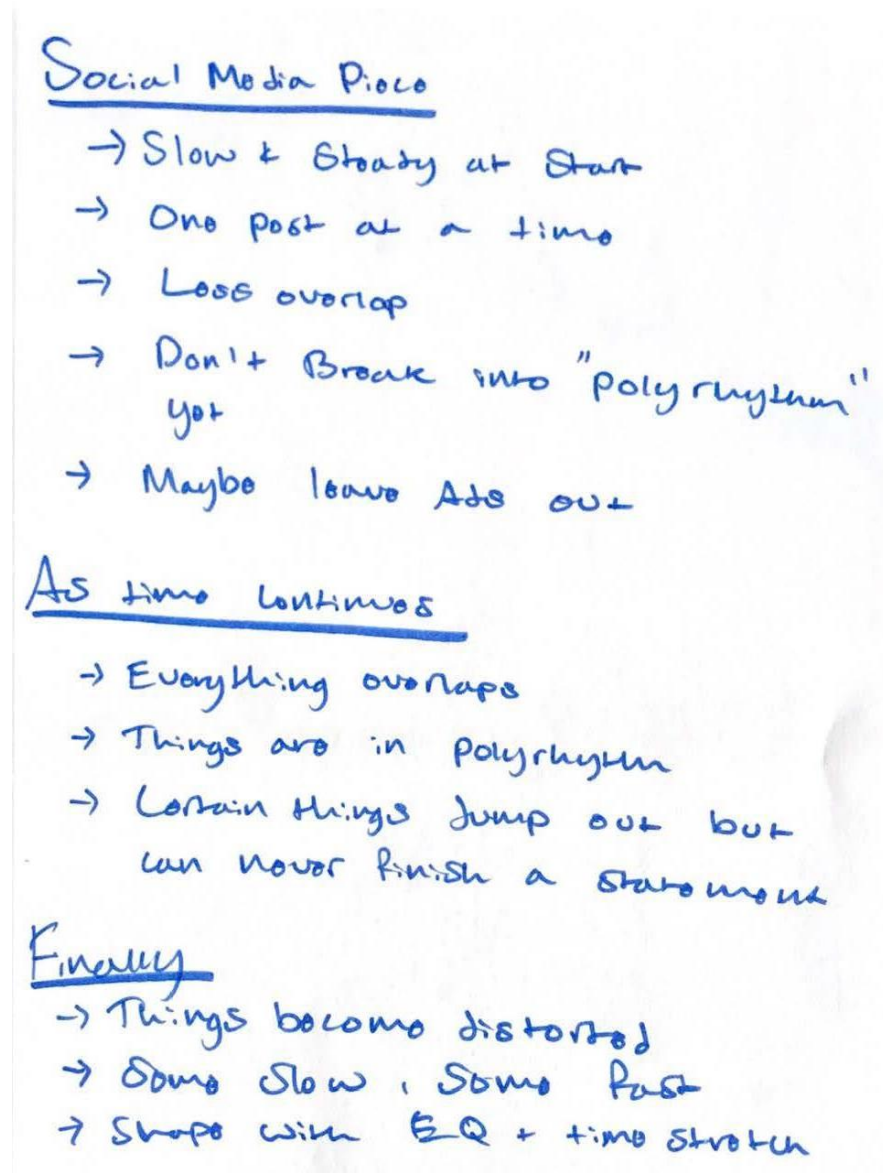 Social Media Piece
→ Slow & Steady at Start
→ One post at a time
→ Less overlap
→ Don't Break into "polyrhythm"
yet
→ Maybe leave Ads out
As time continues
→ Everything overlaps
→ Things are in polyrhythm
→ Certain things Jump out but
can never finish a statement
Finally
→ Things become distorted
→ Some Slow, Some Fast
→ Shape with EQ + time stretch